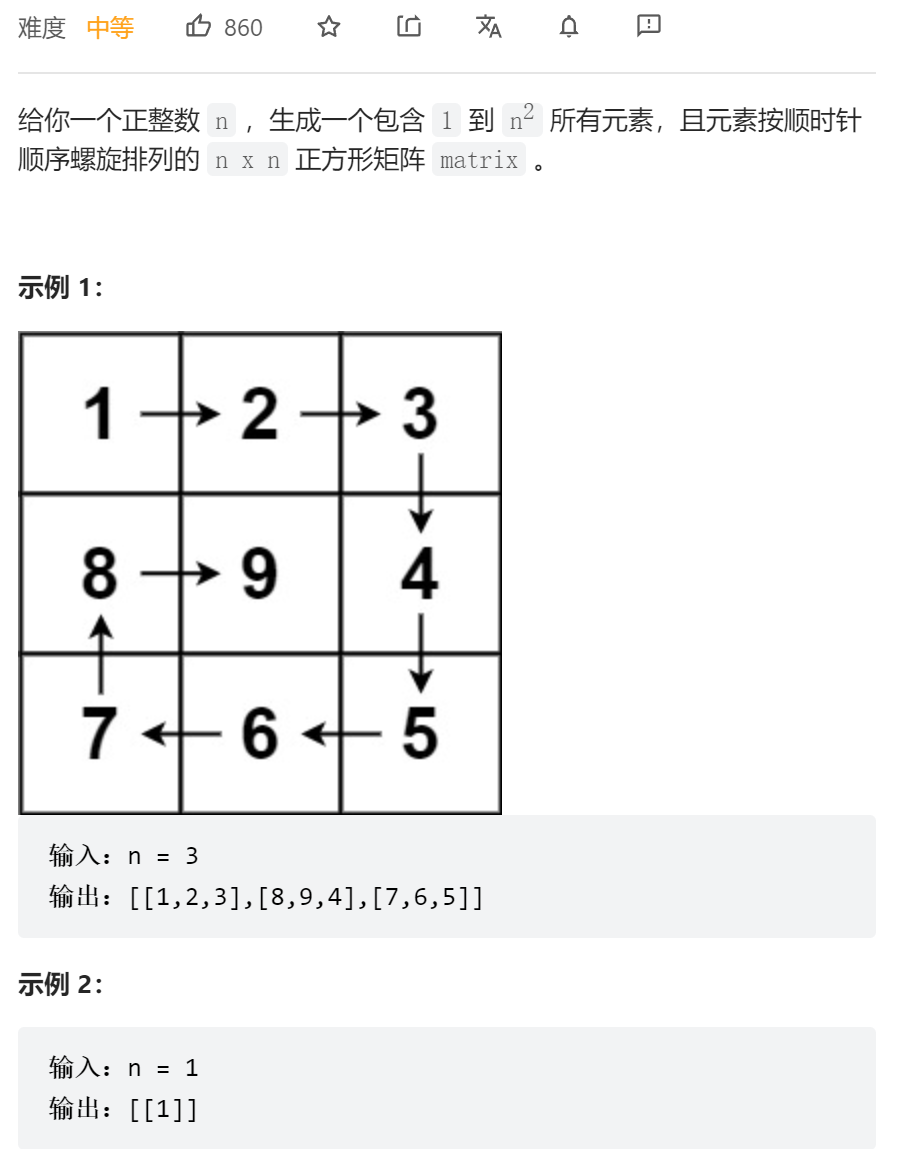 难度 中等 860
给你一个正整数 n ，生成一个包含 1 到 n² 所有元素，且元素按顺时针
顺序螺旋排列的 n x n 正方形矩阵 matrix 。
示例 1：
1 2 3
8 9 4
7 6 5
输入：n = 3
输出：[[1,2,3],[8,9,4],[7,6,5]]
示例 2：
输入：n = 1
输出：[[1]]